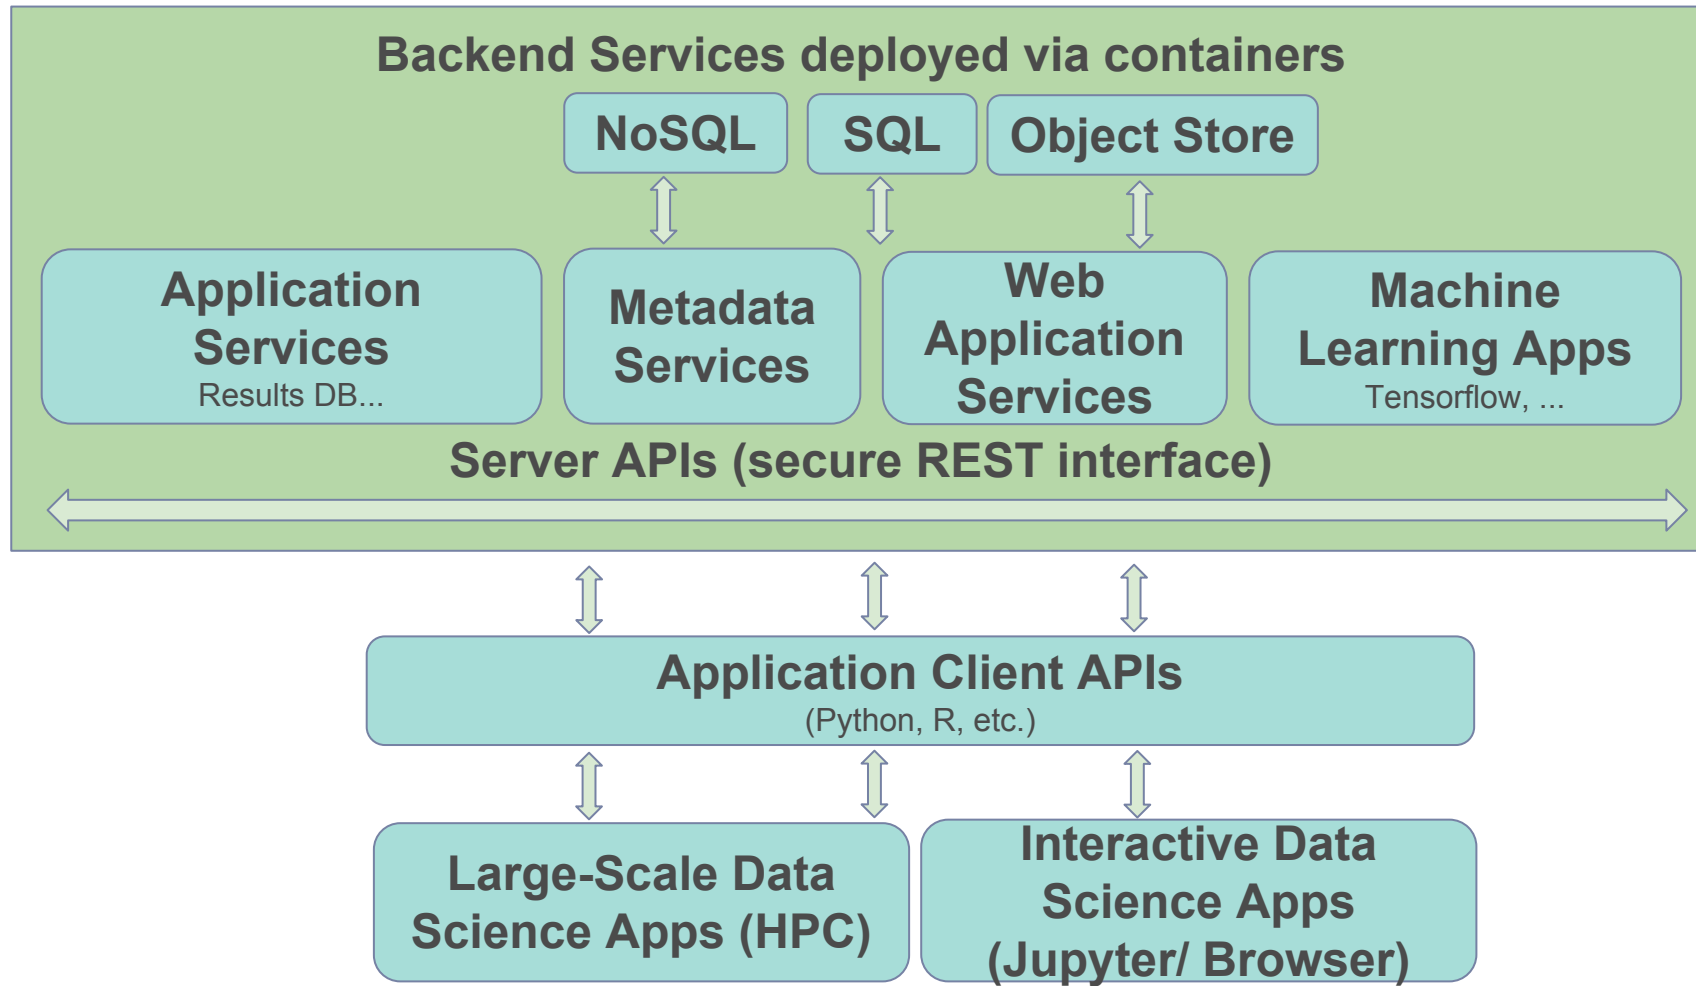 Backend Services deployed via containers
NoSQL
SQL
Object Store
Application
Services
Results DB...
Metadata
Services
Web
Application
Services
Machine
Learning Apps
Tensorflow, ...
Server APIs (secure REST interface)
Application Client APIs
(Python, R, etc.)
Large-Scale Data
Science Apps (HPC)
Interactive Data
Science Apps
(Jupyter/ Browser)